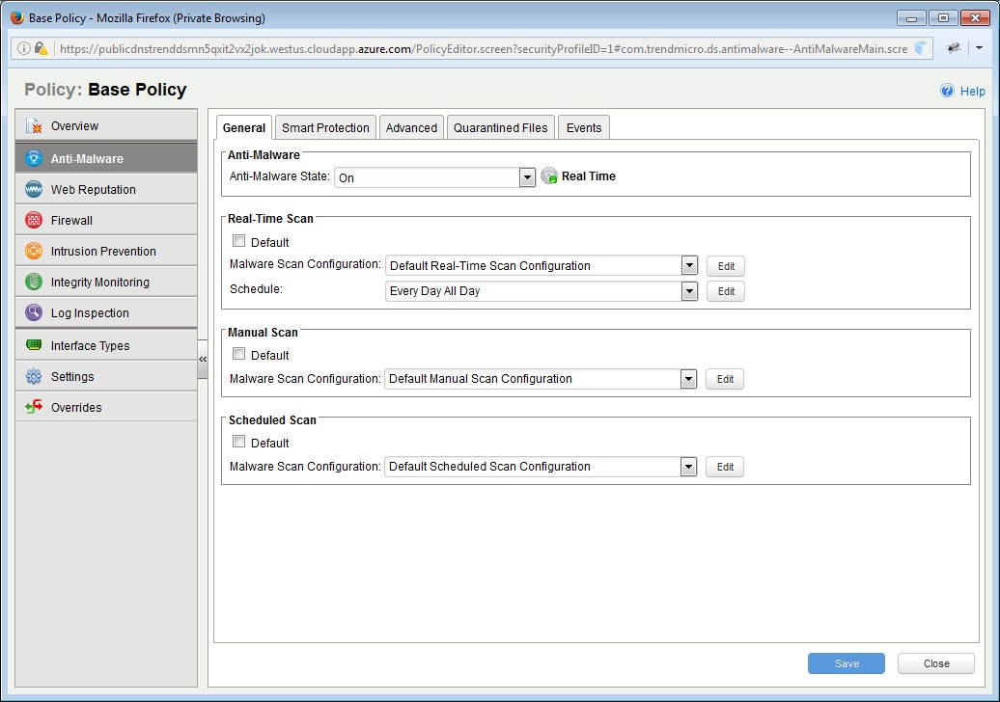 Base Policy - Mozilla Firefox (Private Browsing)
https://publicdnstrenddsmn5qxit2vx2jok.westus.cloudapp.azure.com/PolicyEditor.screen?securityProfileID=1#com.trendmicro.ds.antimalware--AntiMalwareMain.scre
Policy: Base Policy
Help
Overview
Anti-Malware
Web Reputation
Firewall
Intrusion Prevention
Integrity Monitoring
Log Inspection
Interface Types
Settings
Overrides
«
General Smart Protection Advanced Quarantined Files Events
Anti-Malware
Anti-Malware State: On Real Time
Real-Time Scan
Default
Malware Scan Configuration: Default Real-Time Scan Configuration Edit
Schedule: Every Day All Day Edit
Manual Scan
Default
Malware Scan Configuration: Default Manual Scan Configuration Edit
Scheduled Scan
Default
Malware Scan Configuration: Default Scheduled Scan Configuration Edit
Save Close